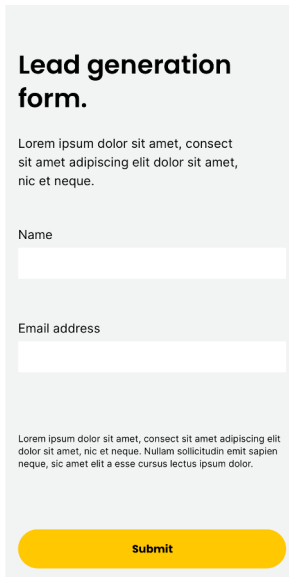 Lead generation
form.
Lorem ipsum dolor sit amet, consect
sit amet adipiscing elit dolor sit amet,
nic et neque.
Name
Email address
Lorem ipsum dolor sit amet, consect sit amet adipiscing elit
dolor sit amet, nic et neque. Nullam sollicitudin emit sapien
neque, sic amet elit a esse cursus lectus ipsum dolor.
Submit